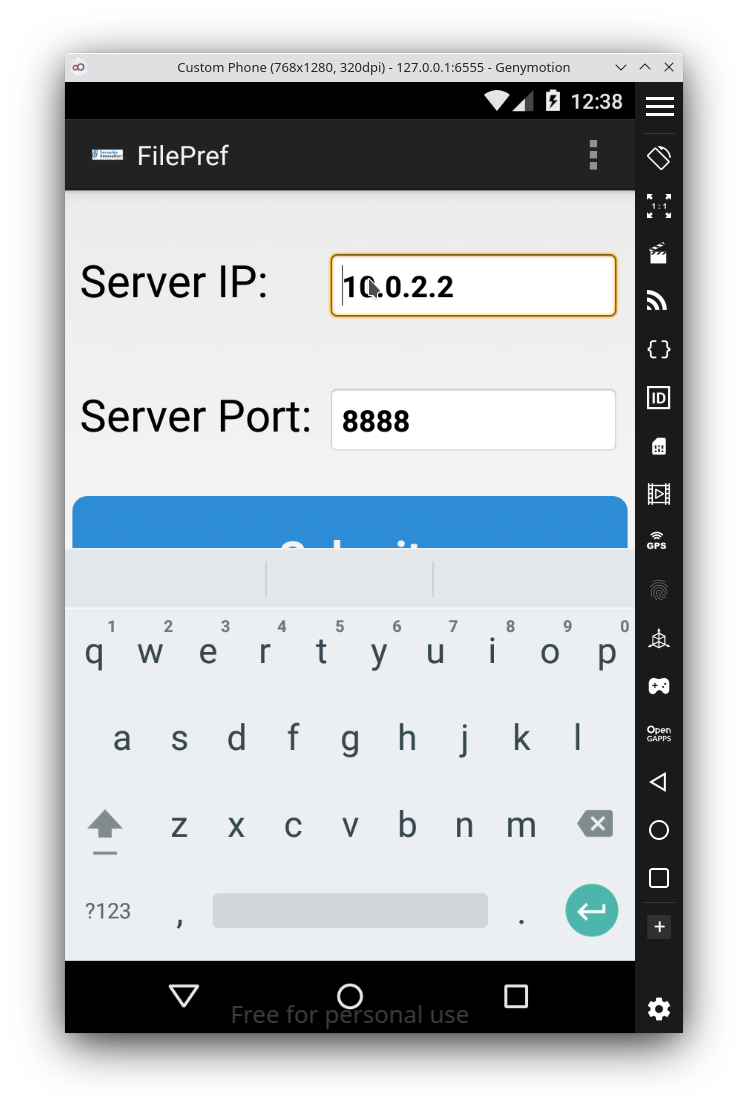 Custom Phone (768x1280, 320dpi) - 127.0.0.1:6555 - Genymotion
12:38
FilePref
1:1
Server IP:
10.0.2.2
ID
Server Port:
8888
GPS
1 2 3 4 5 6 7 8 9 0
q w e r t y u i o p
a s d f g h j k l
Open
GAPPS
z x c v b n m
?123 , .
Free for personal use